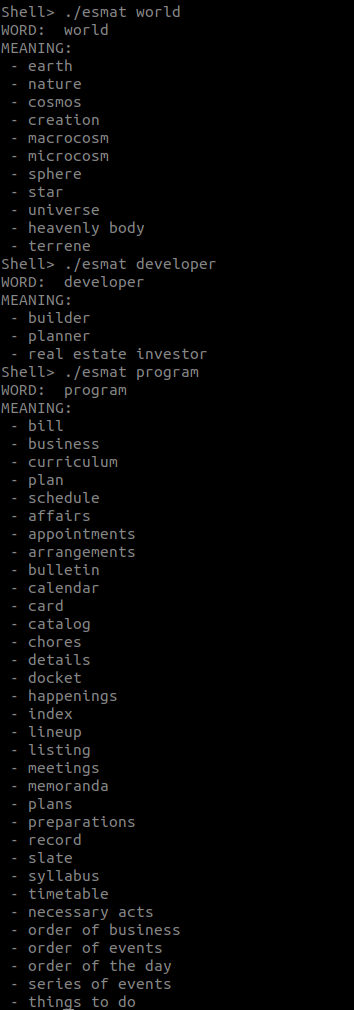 Shell> ./esmat world
WORD:  world
MEANING:
 - earth
 - nature
 - cosmos
 - creation
 - macrocosm
 - microcosm
 - sphere
 - star
 - universe
 - heavenly body
 - terrene
Shell> ./esmat developer
WORD:  developer
MEANING:
 - builder
 - planner
 - real estate investor
Shell> ./esmat program
WORD:  program
MEANING:
 - bill
 - business
 - curriculum
 - plan
 - schedule
 - affairs
 - appointments
 - arrangements
 - bulletin
 - calendar
 - card
 - catalog
 - chores
 - details
 - docket
 - happenings
 - index
 - lineup
 - listing
 - meetings
 - memoranda
 - plans
 - preparations
 - record
 - slate
 - syllabus
 - timetable
 - necessary acts
 - order of business
 - order of events
 - order of the day
 - series of events
 - things to do